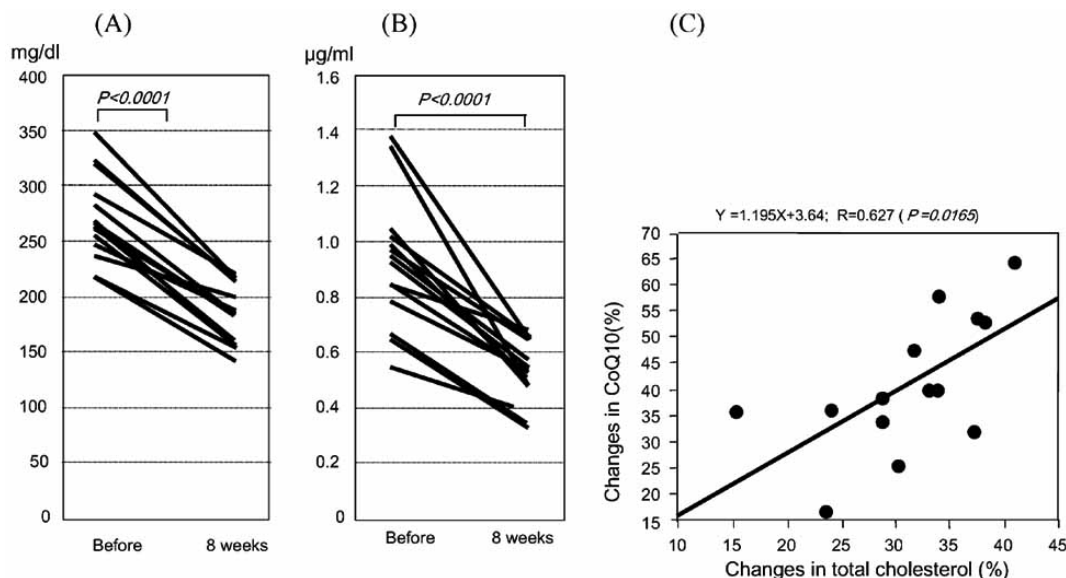 (A)
mg/dl
400
350
300
250
200
150
100
50
0
P<0.0001
Before 8 weeks
(B)
µg/ml
1.6
1.4
1.2
1.0
0.8
0.6
0.4
0.2
0
P<0.0001
Before 8 weeks
(C)
Y =1.195X+3.64; R=0.627 ( P=0.0165)
Changes in CoQ10(%)
70
65
60
55
50
45
40
35
30
25
20
15
10 15 20 25 30 35 40 45
Changes in total cholesterol (%)